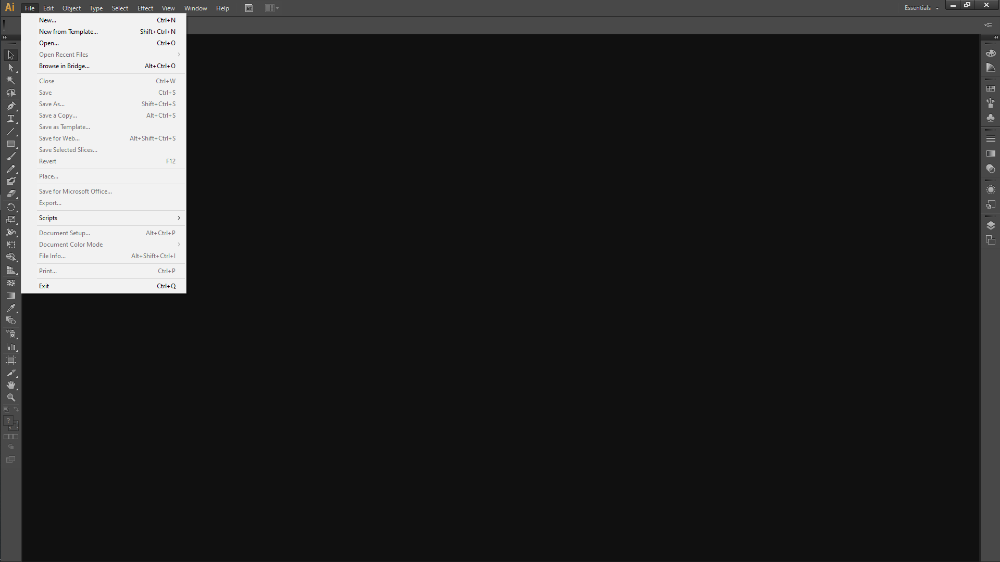 Ai File Edit Object Type Select Effect View Window Help Br Essentials
New... Ctrl+N
New from Template... Shift+Ctrl+N
Open... Ctrl+O
Open Recent Files
Browse in Bridge... Alt+Ctrl+O
Close Ctrl+W
Save Ctrl+S
Save As... Shift+Ctrl+S
Save a Copy... Alt+Ctrl+S
Save as Template...
Save for Web... Alt+Shift+Ctrl+S
Save Selected Slices...
Revert F12
Place...
Save for Microsoft Office...
Export...
Scripts
Document Setup... Alt+Ctrl+P
Document Color Mode
File Info... Alt+Shift+Ctrl+I
Print... Ctrl+P
Exit Ctrl+Q
?